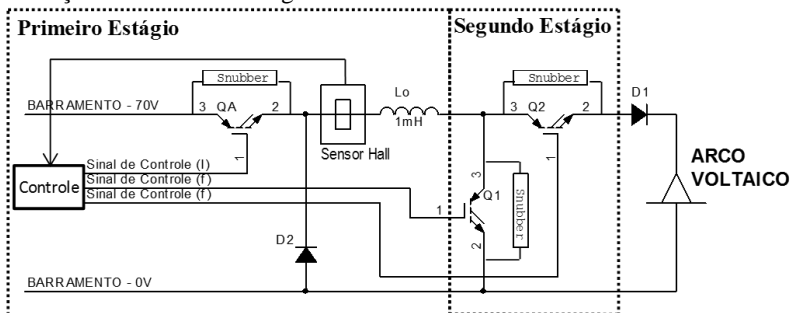 Primeiro Estágio
Segundo Estágio
Snubber
Snubber
D1
BARRAMENTO - 70V
3
QA
2
Lo
3
Q2
2
1mH
1
Sensor Hall
1
ARCO
VOLTAICO
Sinal de Controle (I)
Controle
Sinal de Controle (f)
Sinal de Controle (f)
3
Q1
Snubber
1
D2
2
BARRAMENTO - 0V